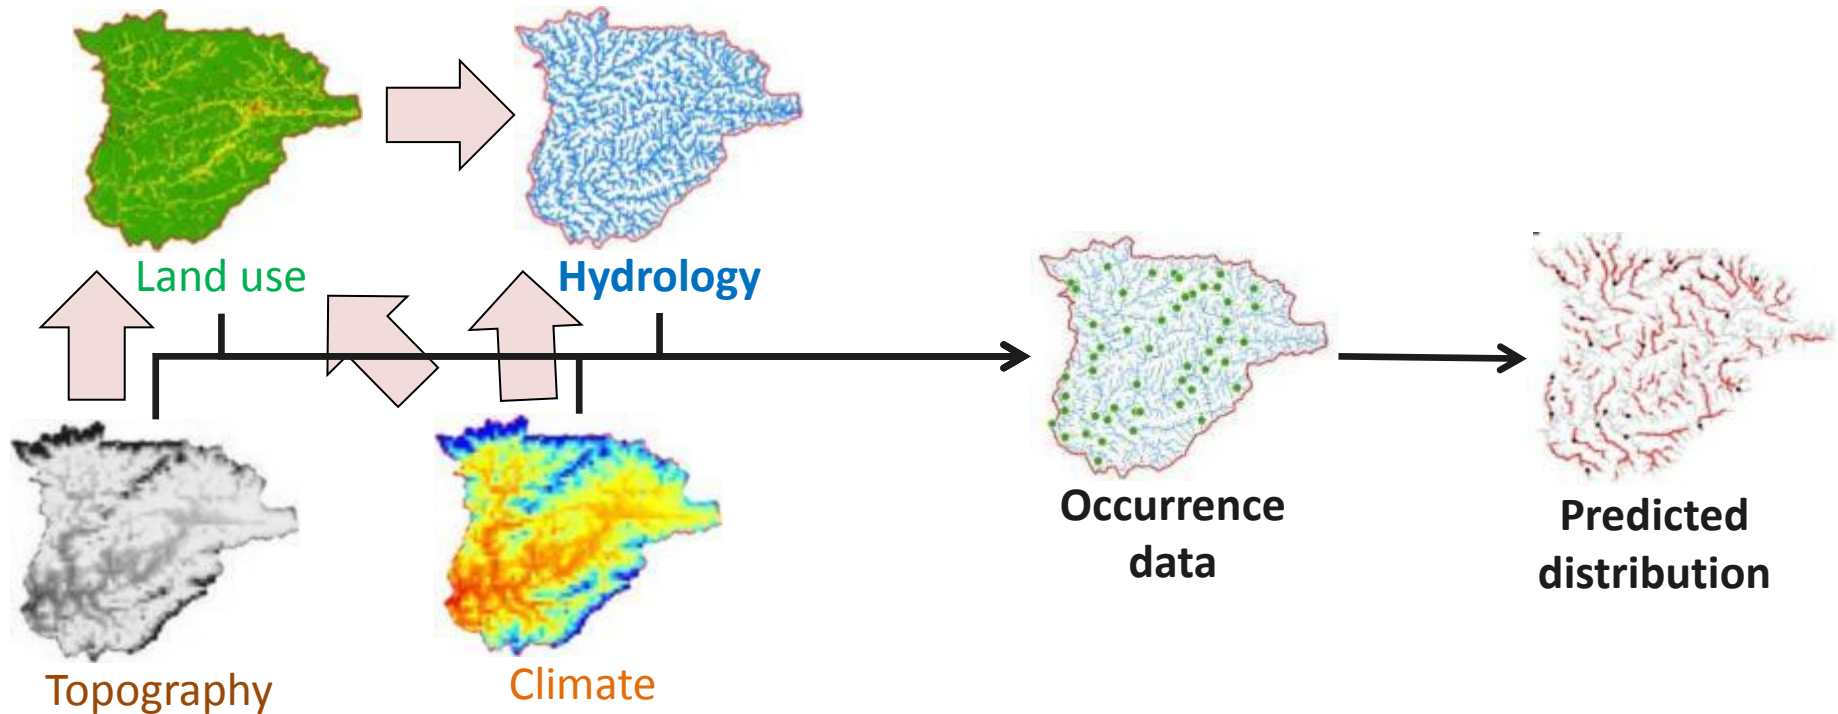 Land use
Hydrology
Topography
Climate
Occurrence
data
Predicted
distribution